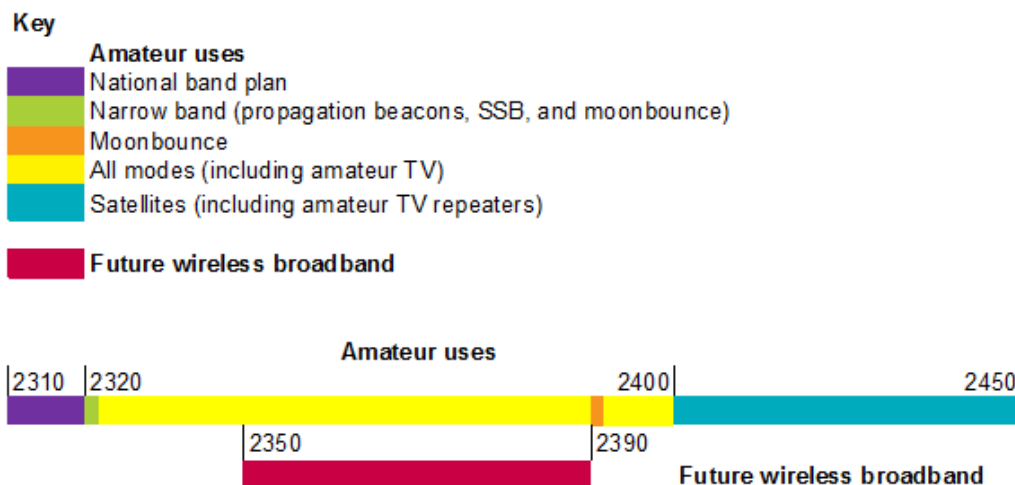 Key
Amateur uses
National band plan
Narrow band (propagation beacons, SSB, and moonbounce)
Moonbounce
All modes (including amateur TV)
Satellites (including amateur TV repeaters)
Future wireless broadband
Amateur uses
2310 2320 2400 2450
2350 2390
Future wireless broadband